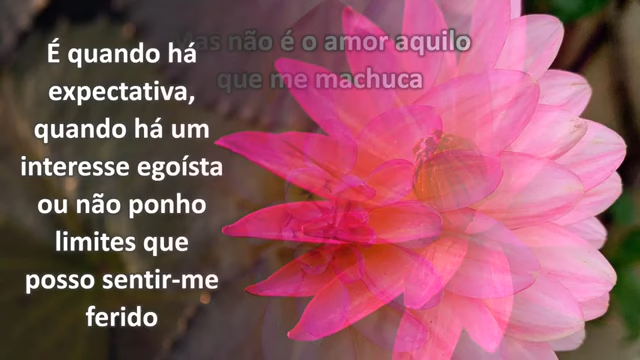 Mas não é o amor aquilo
que me machuca
É quando há
expectativa,
quando há um
interesse egoísta
ou não ponho
limites que
posso sentir-me
ferido